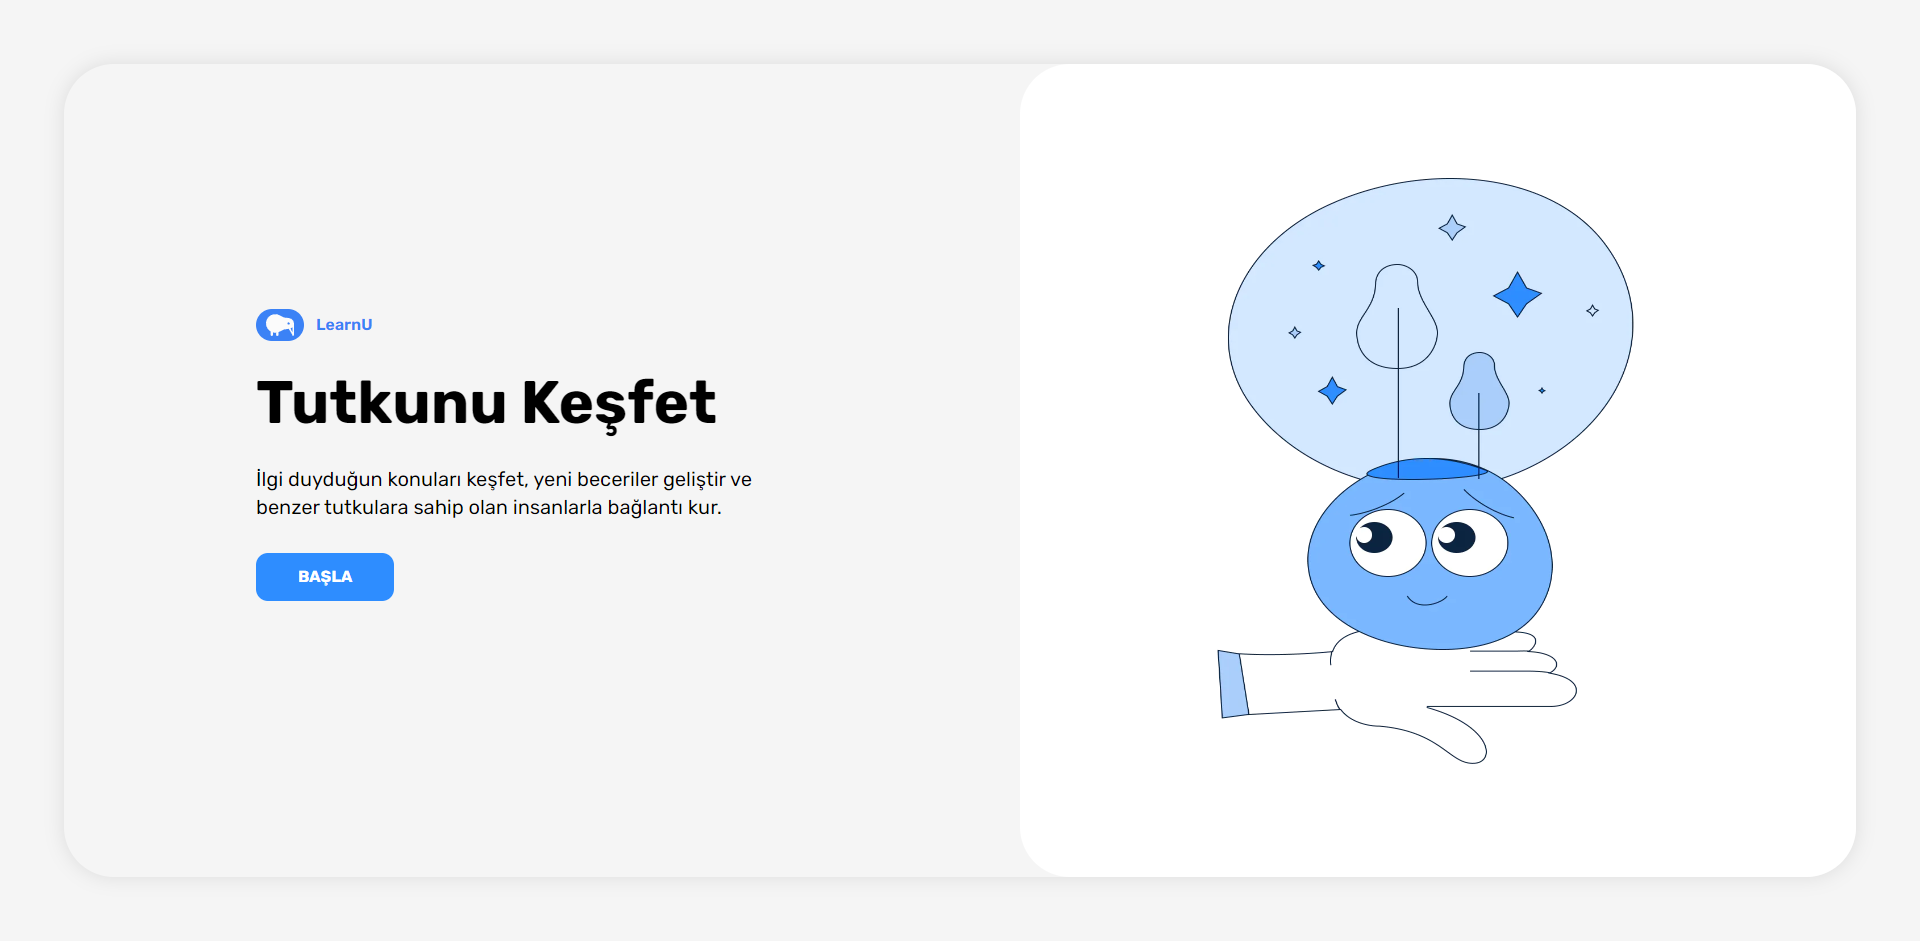 LearnU
Tutkunu Keşfet
İlgi duyduğun konuları keşfet, yeni beceriler geliştir ve
benzer tutkulara sahip olan insanlarla bağlantı kur.
BAŞLA